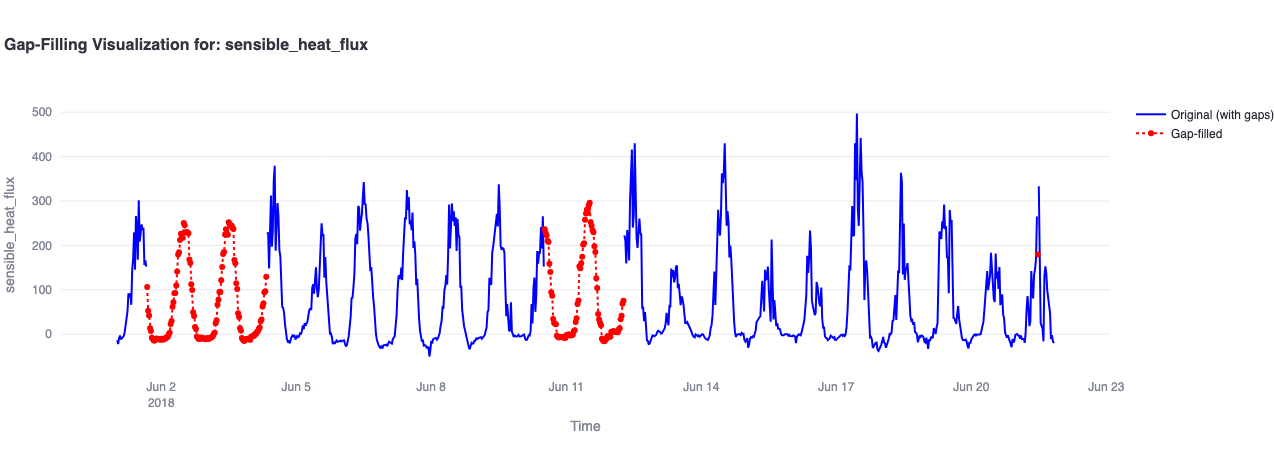 Gap-Filling Visualization for: sensible_heat_flux
500
400
300
200
100
0
sensible_heat_flux
Jun 2
2018
Jun 5
Jun 8
Jun 11
Jun 14
Jun 17
Jun 20
Jun 23
Time
Original (with gaps)
Gap-filled